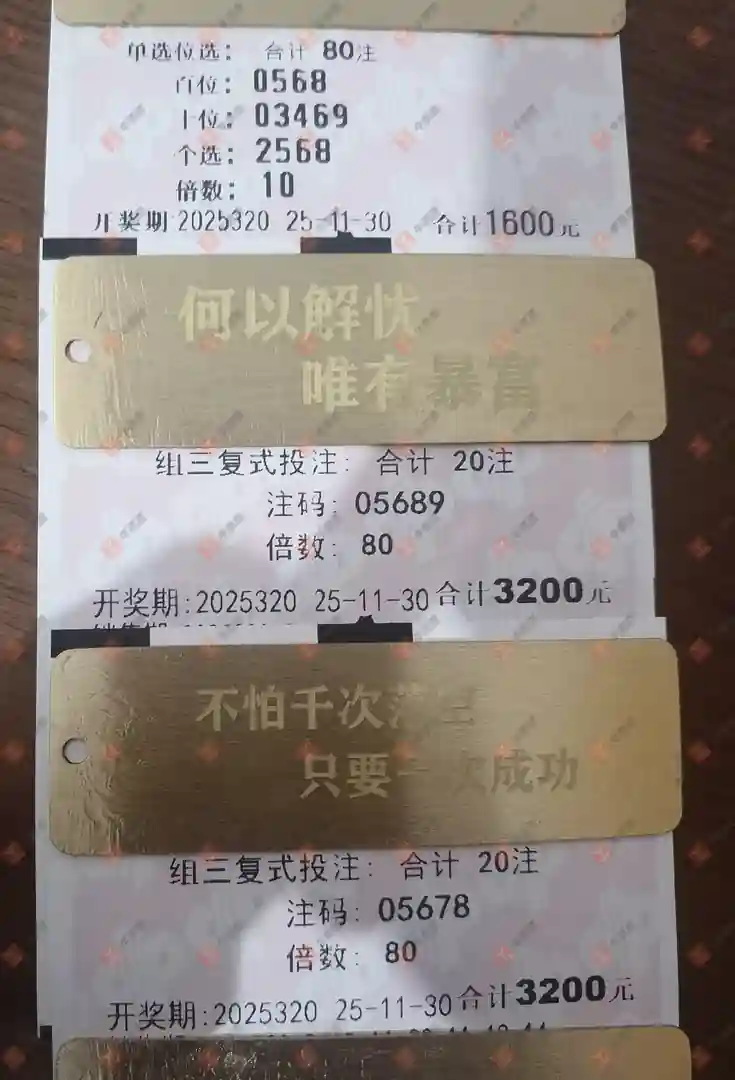 单选位选： 合计 80注
百位：0568
十位：03469
个选：2568
倍数：10
开奖期 2025320 25-11-30 合计1600元
何以解忧
唯有暴富
组三复式投注： 合计 20注
注码：05689
倍数：80
开奖期:2025320 25-11-30 合计3200元
不怕千次
只要一次成功
组三复式投注： 合计 20注
注码：05678
倍数：80
开奖期:2025320 25-11-30 合计3200元